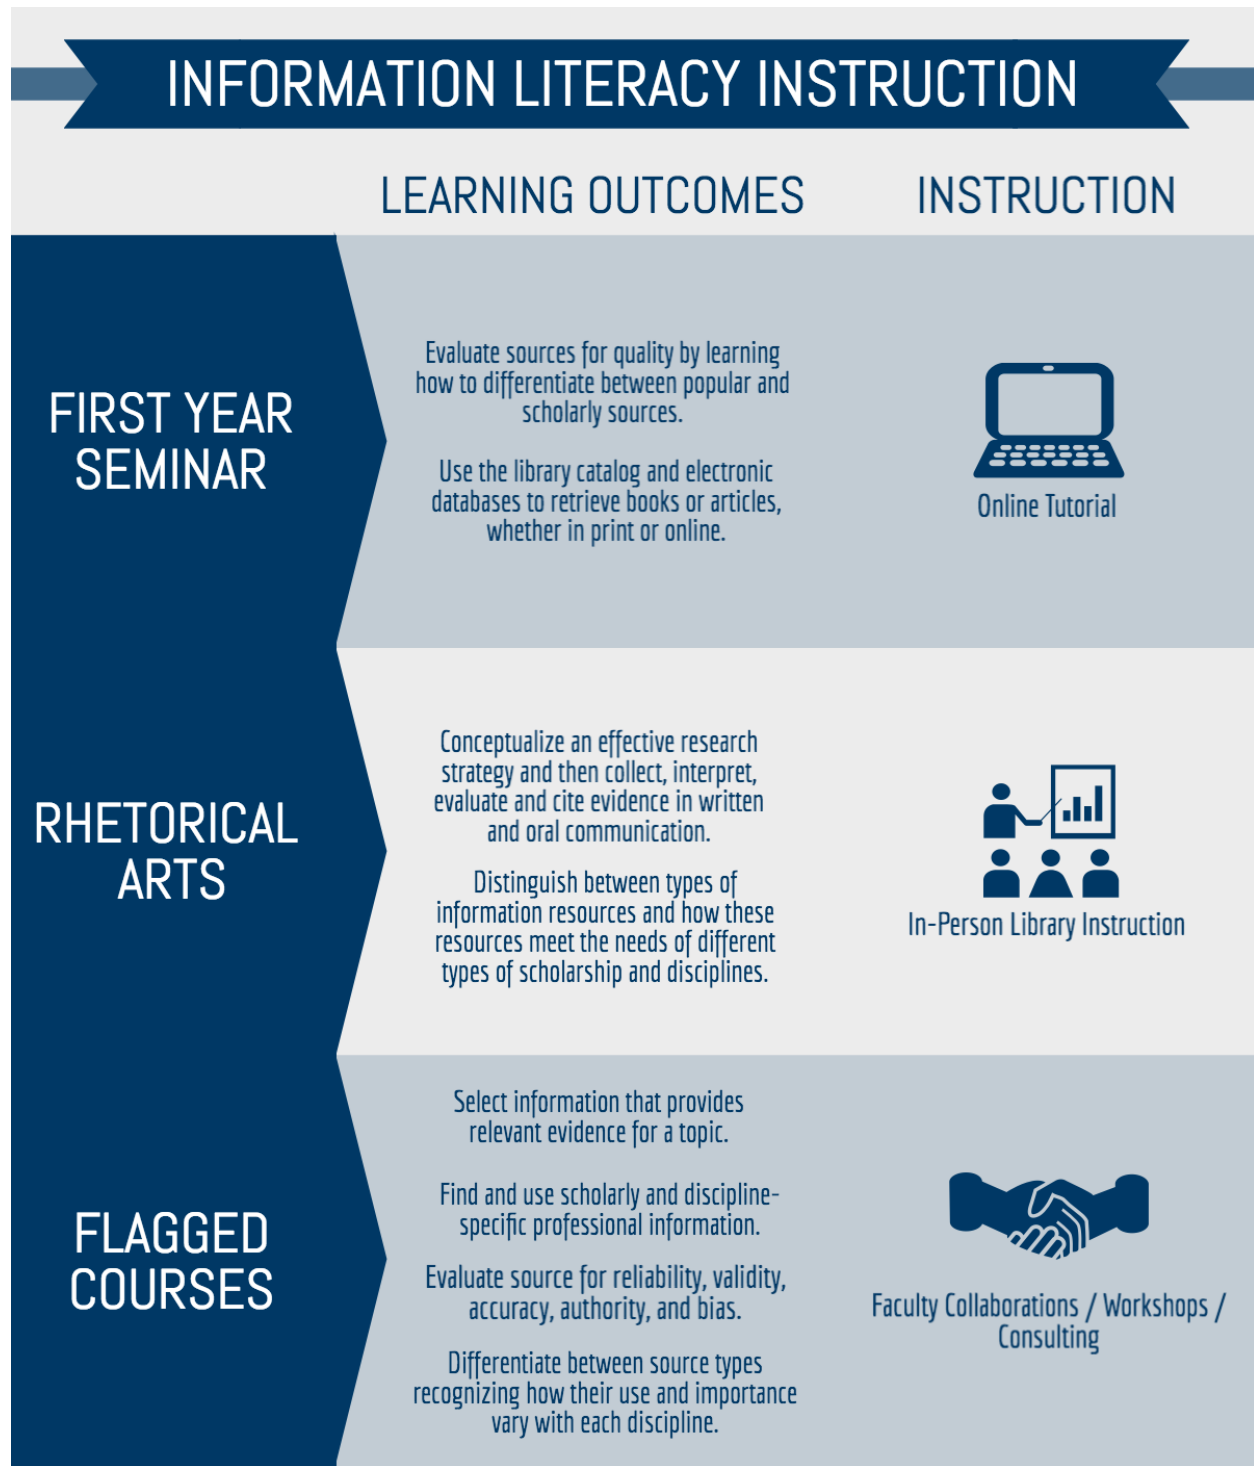 INFORMATION LITERACY INSTRUCTION
LEARNING OUTCOMES
INSTRUCTION
FIRST YEAR
SEMINAR
Evaluate sources for quality by learning
how to differentiate between popular and
scholarly sources.
Use the library catalog and electronic
databases to retrieve books or articles,
whether in print or online.
Online Tutorial
RHETORICAL
ARTS
Conceptualize an effective research
strategy and then collect, interpret,
evaluate and cite evidence in written
and oral communication.
Distinguish between types of
information resources and how these
resources meet the needs of different
types of scholarship and disciplines.
In-Person Library Instruction
FLAGGED
COURSES
Select information that provides
relevant evidence for a topic.
Find and use scholarly and discipline-
specific professional information.
Evaluate source for reliability, validity,
accuracy, authority, and bias.
Differentiate between source types
recognizing how their use and importance
vary with each discipline.
Faculty Collaborations / Workshops /
Consulting